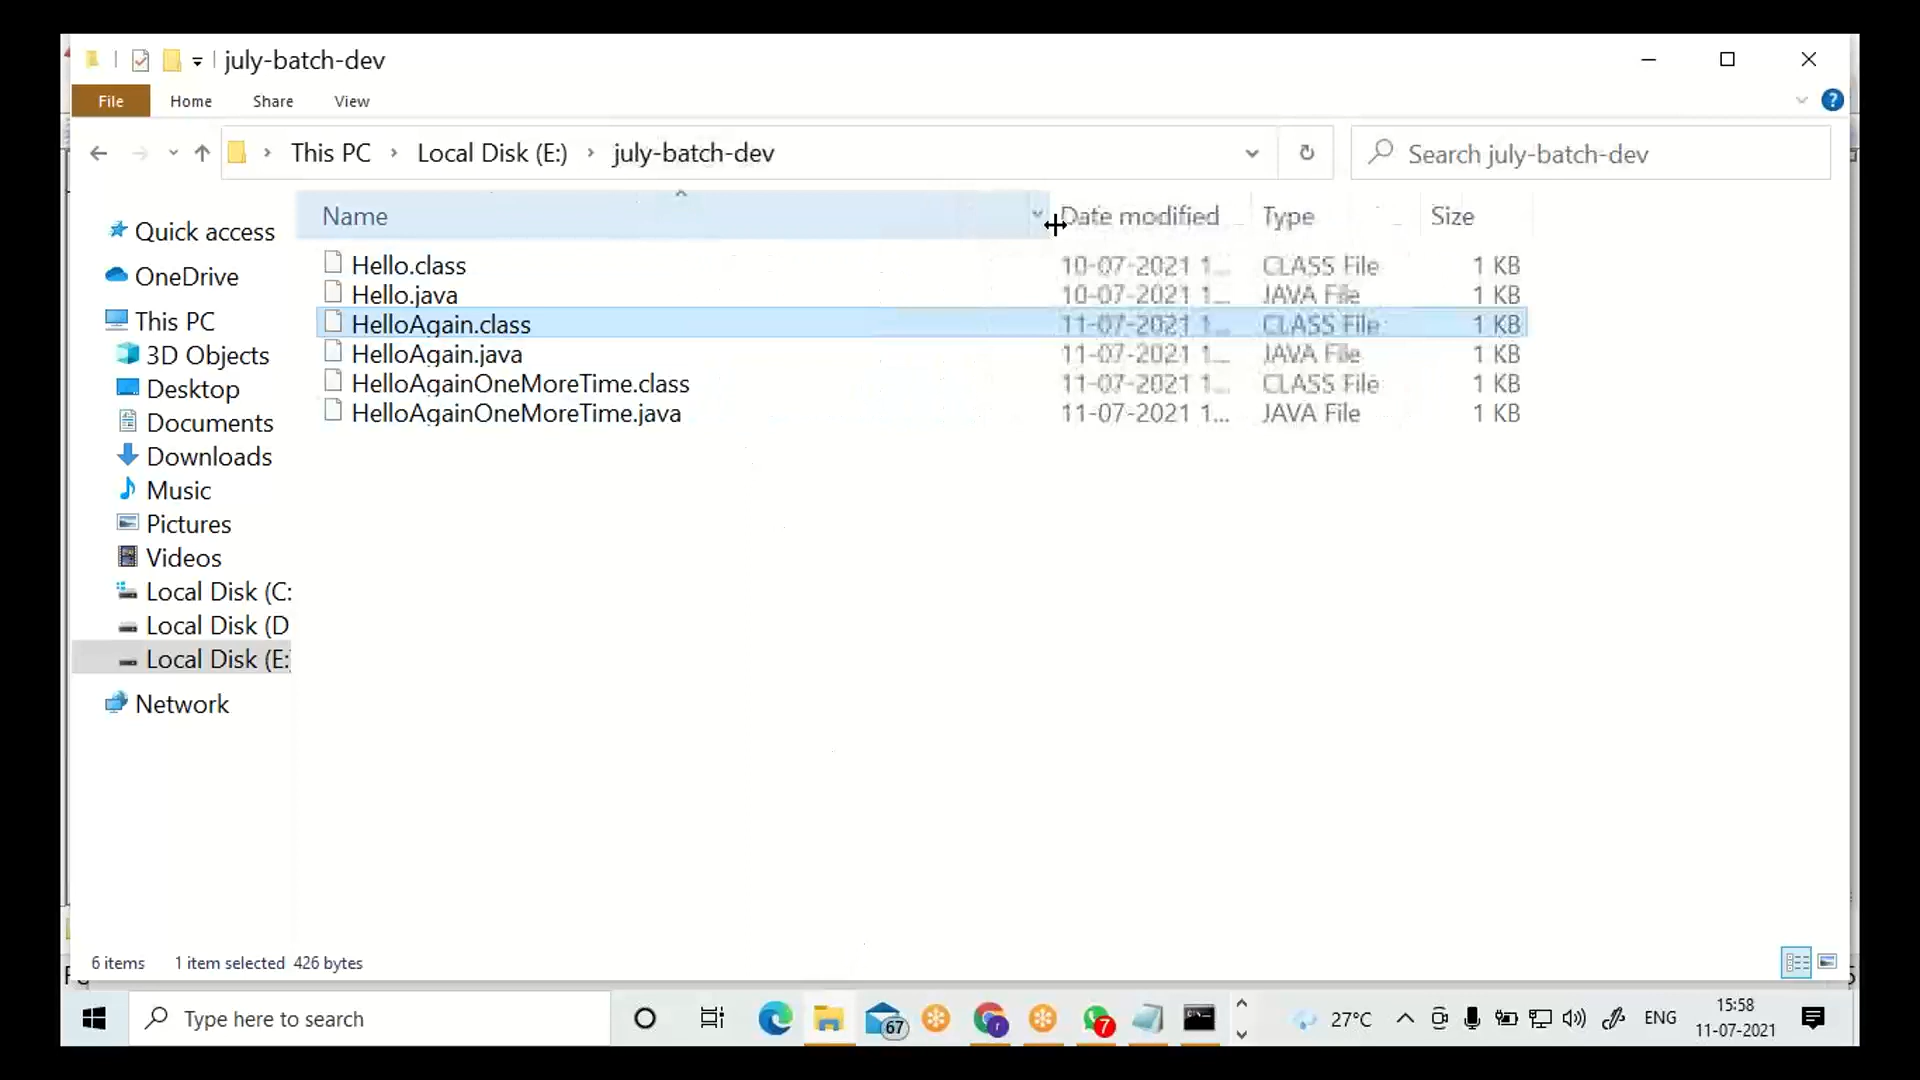 july-batch-dev
File Home Share View
This PC Local Disk (E:) july-batch-dev
Search july-batch-dev
Name Date modified Type Size
Quick access
OneDrive
This PC
3D Objects
Desktop
Documents
Downloads
Music
Pictures
Videos
Local Disk (C:
Local Disk (D
Local Disk (E:
Network
Hello.class 10-07-2021 1... CLASS File 1 KB
Hello.java 10-07-2021 1... JAVA File 1 KB
HelloAgain.class 11-07-2021 1... CLASS File 1 KB
HelloAgain.java 11-07-2021 1... JAVA File 1 KB
HelloAgainOneMoreTime.class 11-07-2021 1... CLASS File 1 KB
HelloAgainOneMoreTime.java 11-07-2021 1... JAVA File 1 KB
6 items 1 item selected 426 bytes
Type here to search
67
r
7
27°C
ENG
15:58
11-07-2021